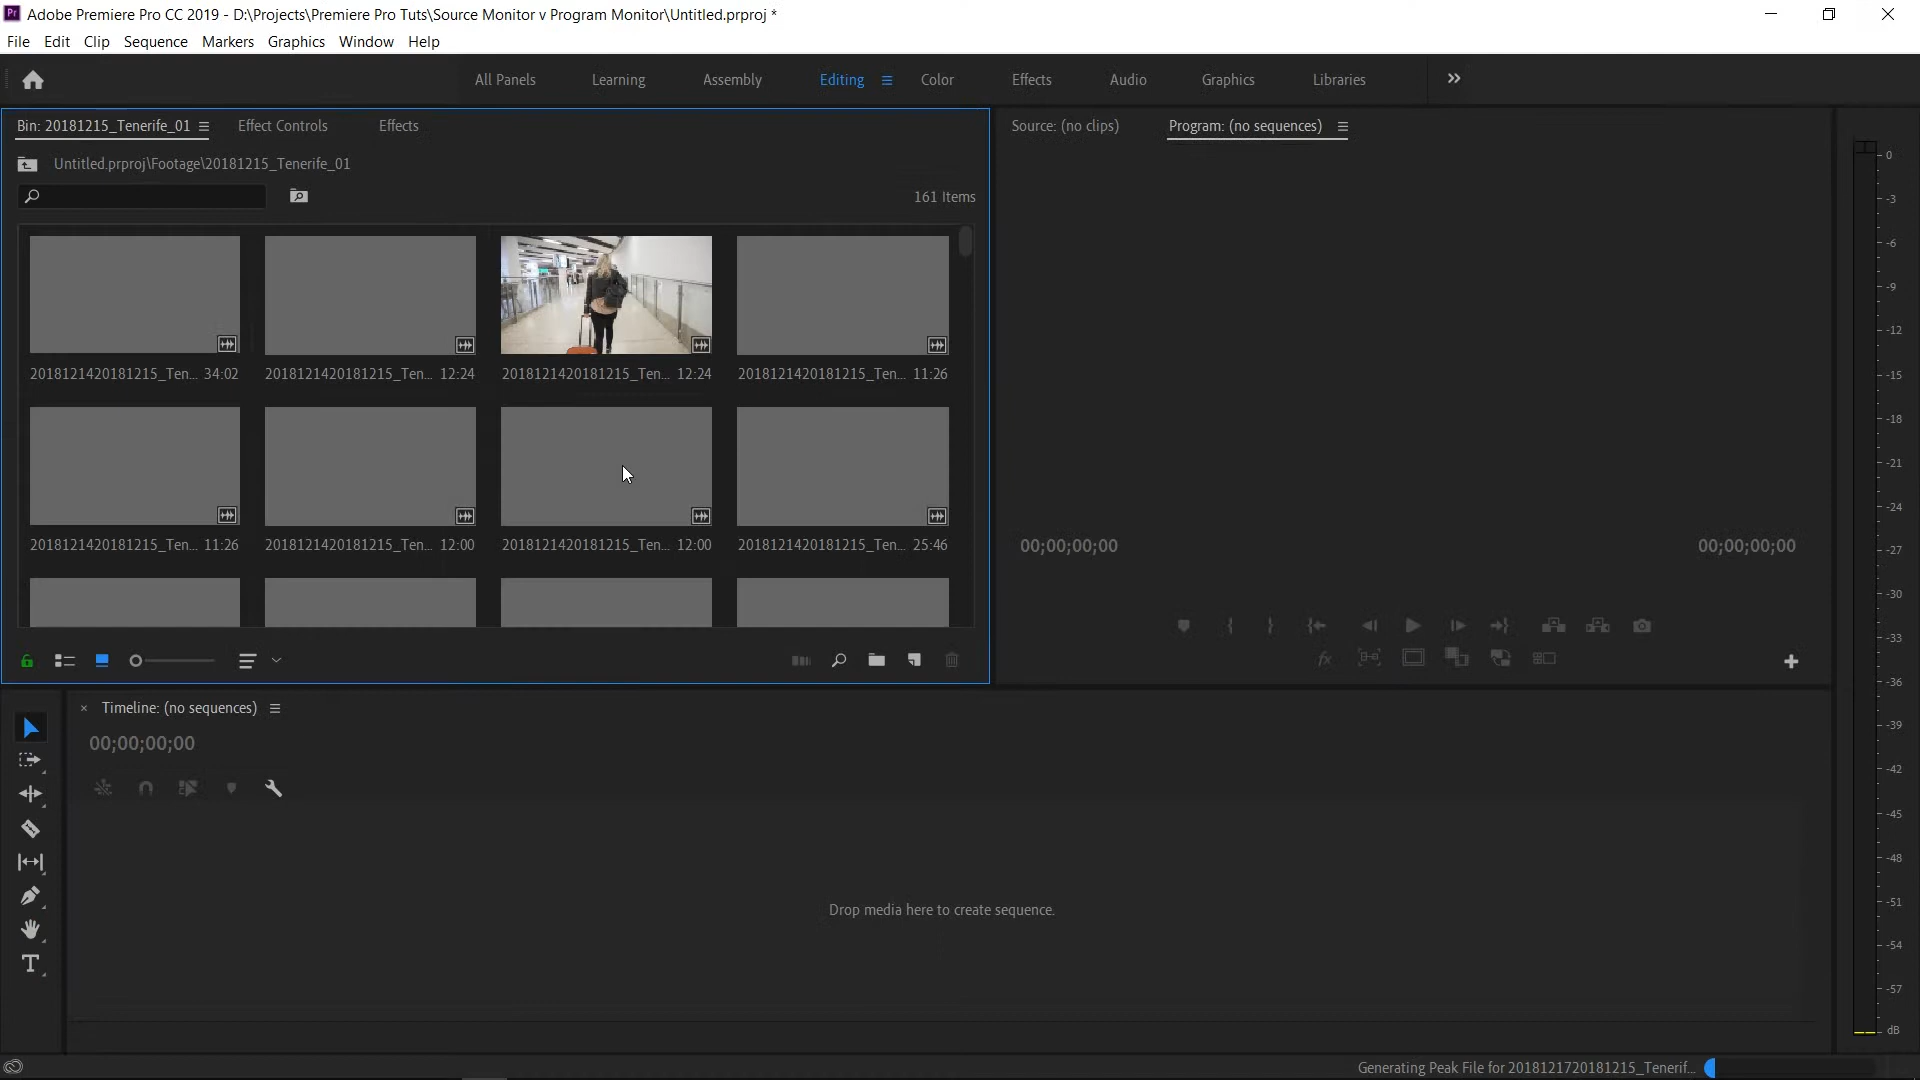 Pr Adobe Premiere Pro CC 2019 - D:\Projects\Premiere Pro Tuts\Source Monitor v Program Monitor\Untitled.prproj *
File Edit Clip Sequence Markers Graphics Window Help
All Panels Learning Assembly Editing Color Effects Audio Graphics Libraries
Bin: 20181215_Tenerife_01 Effect Controls Effects
Source: (no clips) Program: (no sequences)
Untitled.prproj\Footage\20181215_Tenerife_01
161 Items
2018121420181215_Ten... 34:02 2018121420181215_Ten... 12:24 2018121420181215_Ten... 12:24 2018121420181215_Ten... 11:26
2018121420181215_Ten... 11:26 2018121420181215_Ten... 12:00 2018121420181215_Ten... 12:00 2018121420181215_Ten... 25:46
00;00;00;00 00;00;00;00
fx
Timeline: (no sequences)
00;00;00;00
Drop media here to create sequence.
0
-3
-6
-9
-12
-15
-18
-21
-24
-27
-30
-33
-36
-39
-42
-45
-48
-51
-54
-57
dB
Generating Peak File for 2018121720181215_Tenerif...